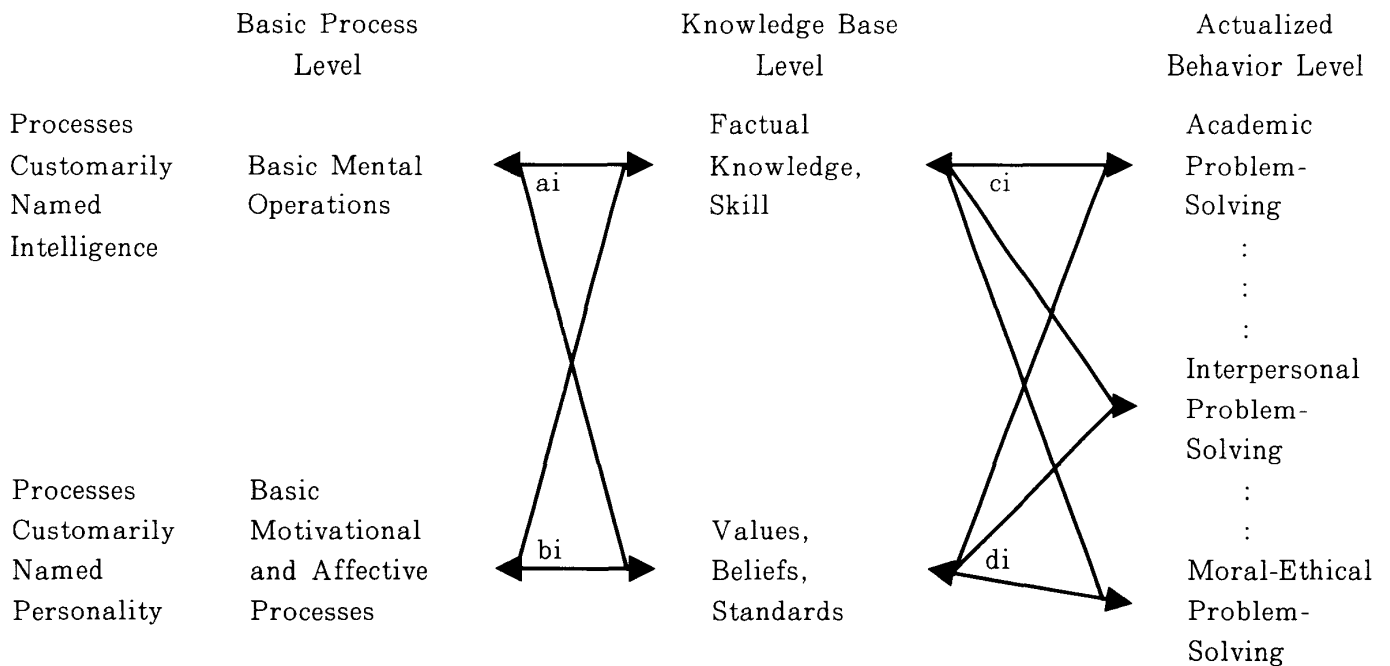 Basic Process
Level
Knowledge Base
Level
Actualized
Behavior Level
Processes
Customarily
Named
Intelligence
Basic Mental
Operations
ai
Factual
Knowledge,
Skill
ci
Academic
Problem-
Solving
:
:
:
Interpersonal
Problem-
Solving
:
:
Processes
Customarily
Named
Personality
Basic
Motivational
and Affective
Processes
bi
Values,
Beliefs,
Standards
di
Moral-Ethical
Problem-
Solving